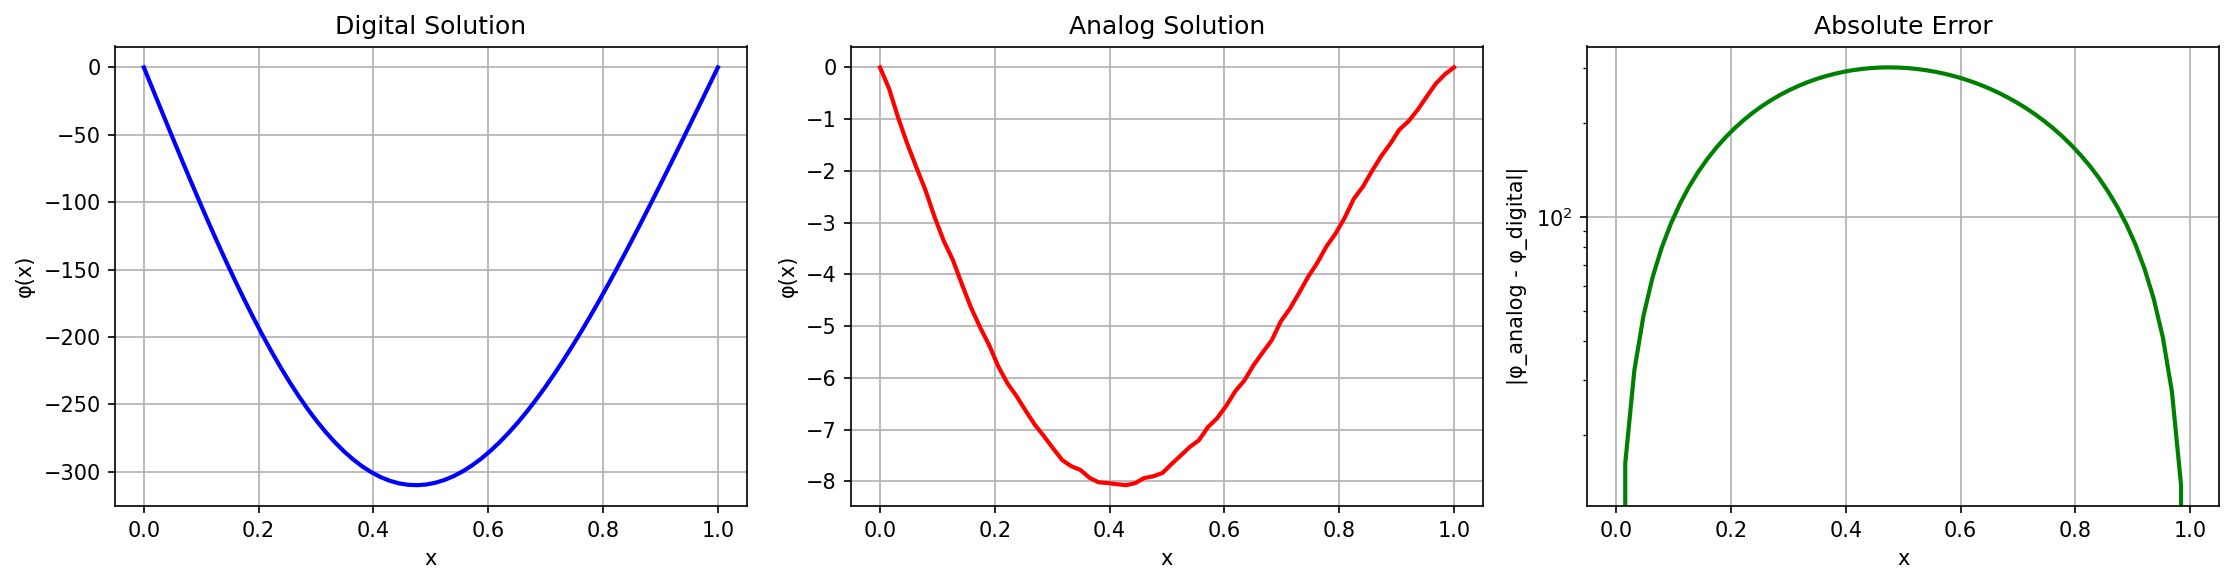 Digital Solution
φ(x)
0
−50
−100
−150
−200
−250
−300
0.0 0.2 0.4 0.6 0.8 1.0
x
Analog Solution
φ(x)
0
−1
−2
−3
−4
−5
−6
−7
−8
0.0 0.2 0.4 0.6 0.8 1.0
x
Absolute Error
|φ_analog - φ_digital|
10²
0.0 0.2 0.4 0.6 0.8 1.0
x